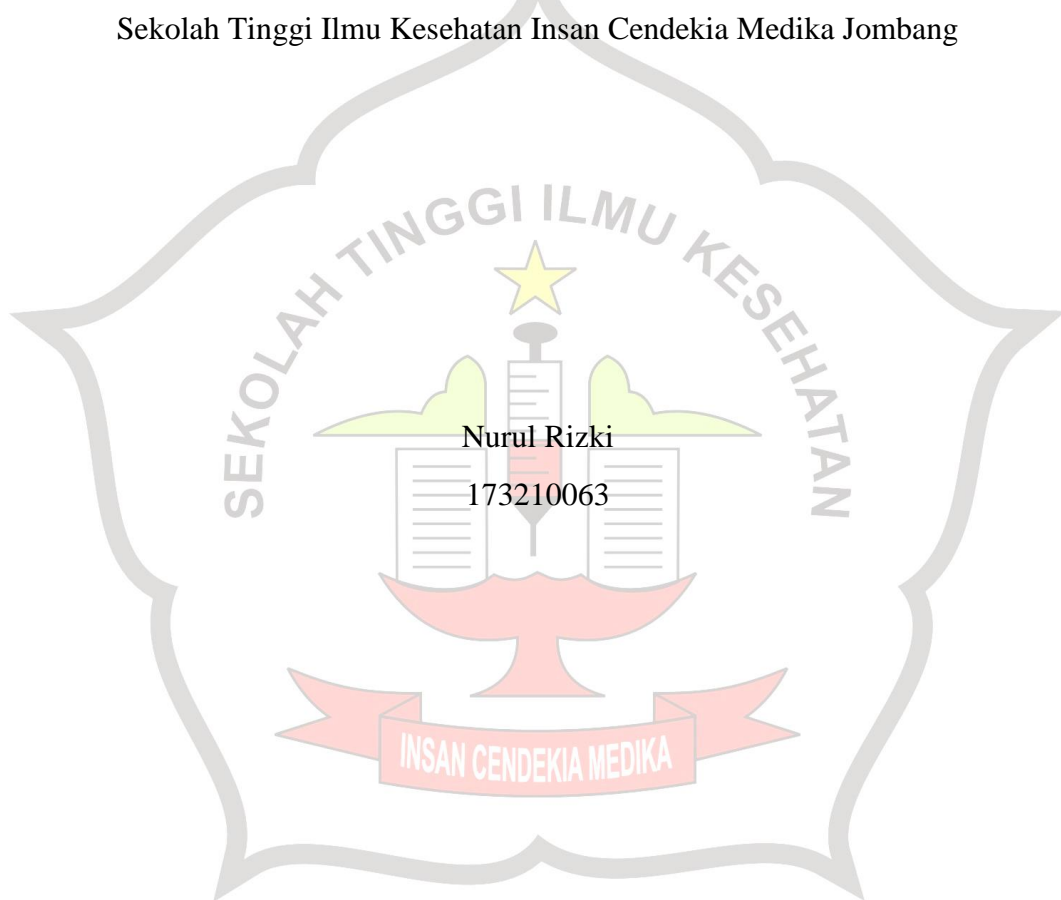 Sekolah Tinggi Ilmu Kesehatan Insan Cendekia Medika Jombang
SEKOLAH TINGGI ILMU KESEHATAN
Nurul Rizki
173210063
INSAN CENDEKIA MEDIKA